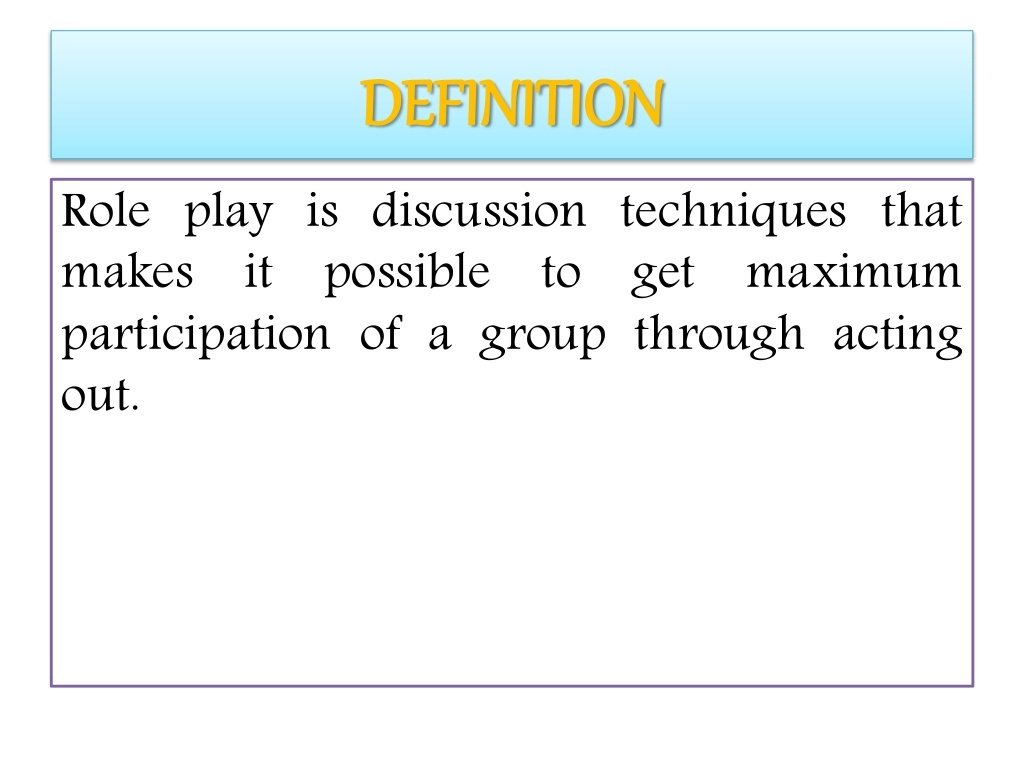 DEFINITION
Role play is discussion techniques that
makes it possible to get maximum
participation of a group through acting
out.